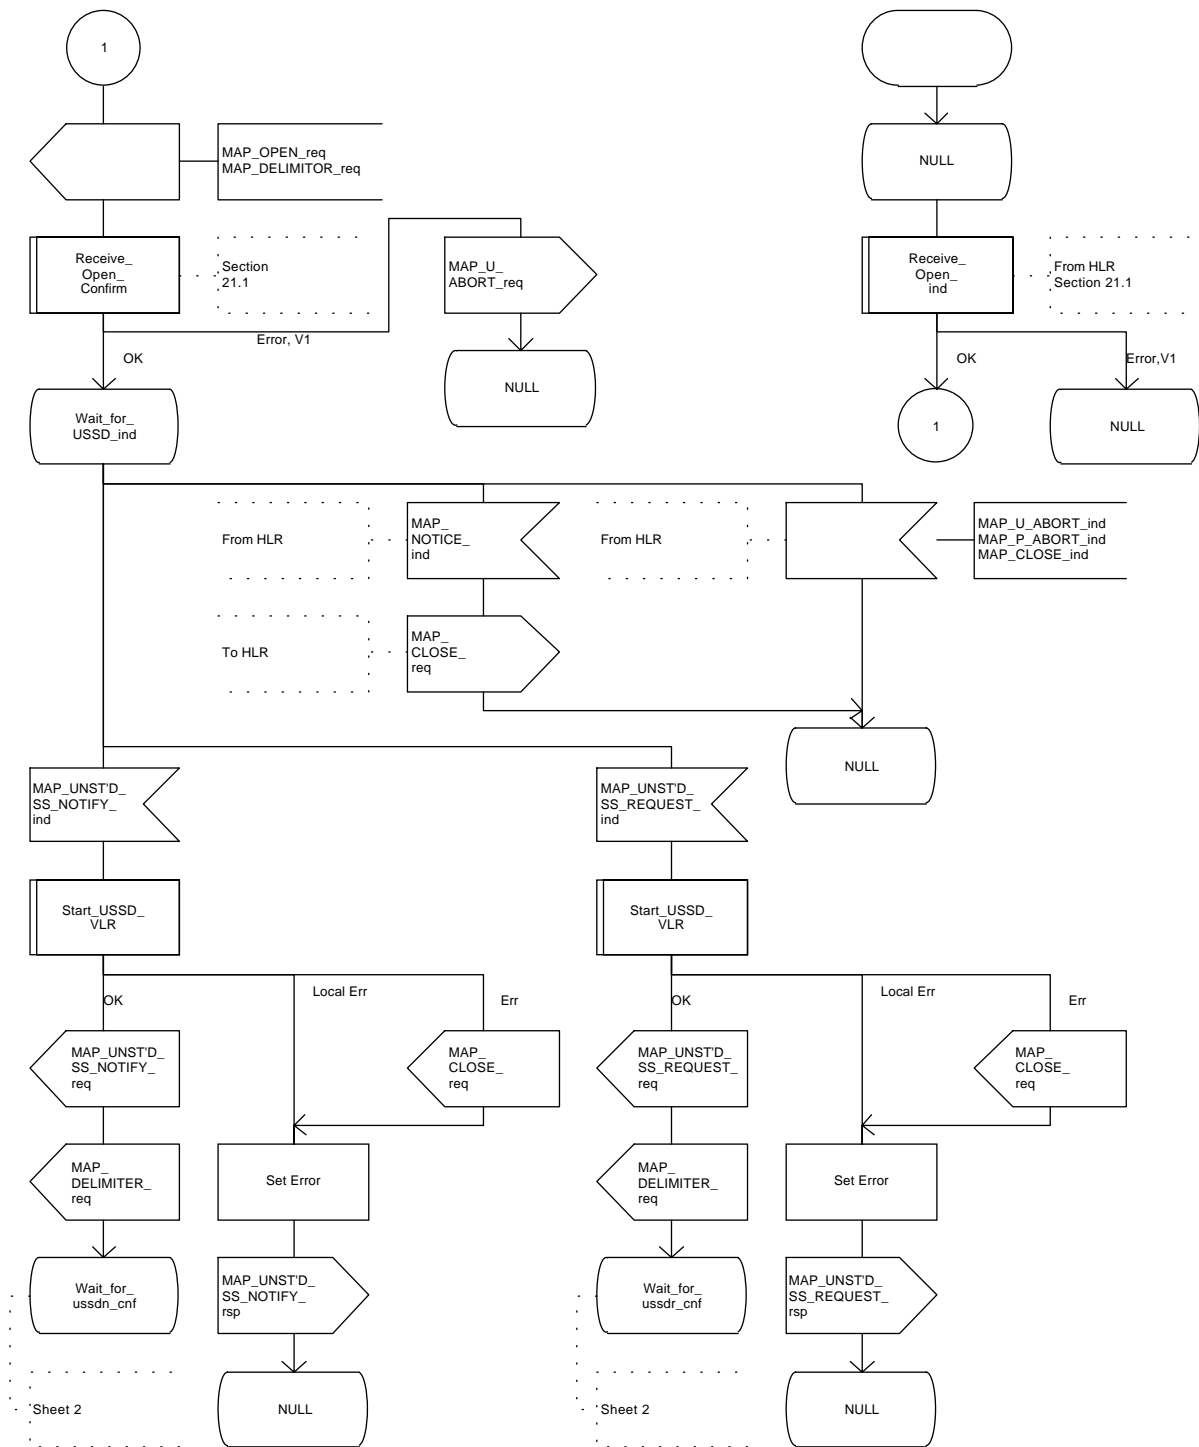 1
MAP_OPEN_req
MAP_DELIMITOR_req
NULL
Receive_
Open_
Confirm
Section
21.1
MAP_U_
ABORT_req
Receive_
Open_
ind
From HLR
Section 21.1
Error, V1
OK
NULL
OK
Error,V1
Wait_for_
USSD_ind
1
NULL
From HLR
MAP_
NOTICE_
ind
From HLR
MAP_U_ABORT_ind
MAP_P_ABORT_ind
MAP_CLOSE_ind
To HLR
MAP_
CLOSE_
req
NULL
MAP_UNST'D_
SS_NOTIFY_
ind
MAP_UNST'D_
SS_REQUEST_
ind
Start_USSD_
VLR
Start_USSD_
VLR
OK
Local Err
Err
OK
Local Err
Err
MAP_UNST'D_
SS_NOTIFY_
req
MAP_
CLOSE_
req
MAP_UNST'D_
SS_REQUEST_
req
MAP_
CLOSE_
req
MAP_
DELIMITER_
req
Set Error
MAP_
DELIMITER_
req
Set Error
Wait_for_
ussdn_cnf
MAP_UNST'D_
SS_NOTIFY_
rsp
Wait_for_
ussdr_cnf
MAP_UNST'D_
SS_REQUEST_
rsp
Sheet 2
NULL
Sheet 2
NULL